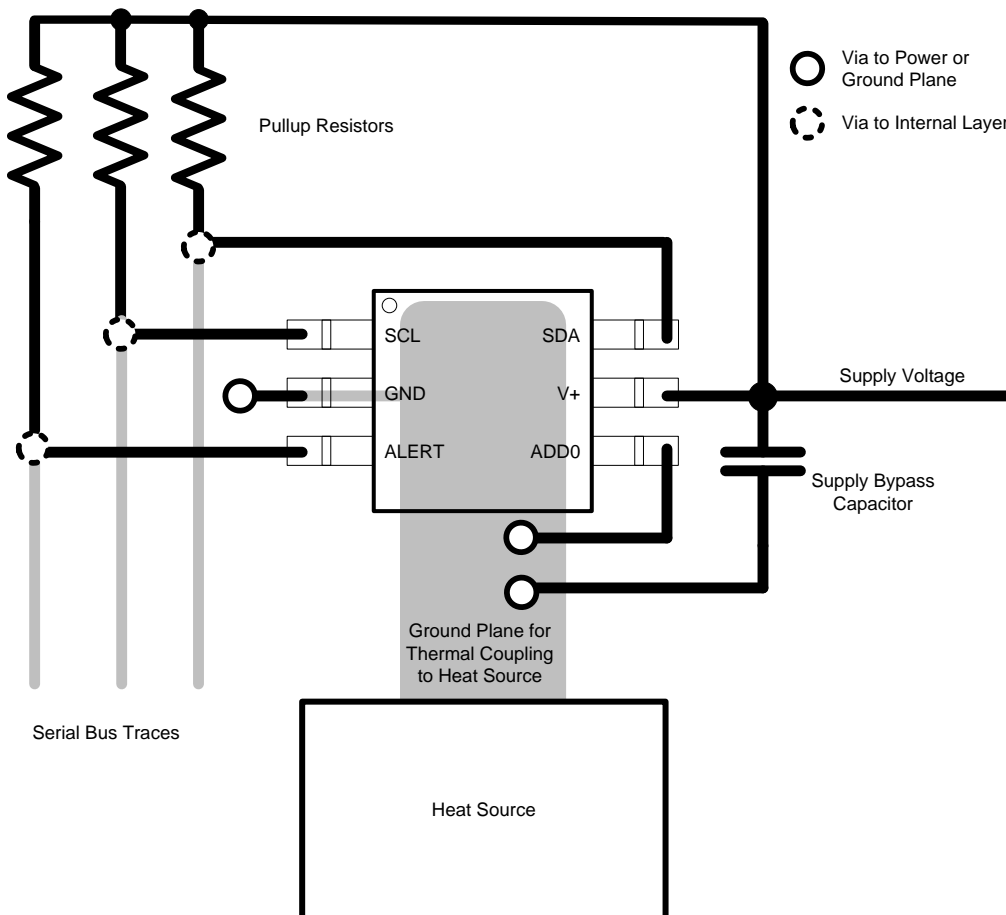 Via to Power or
Ground Plane
Via to Internal Layer
Pullup Resistors
SCL
SDA
GND
V+
ALERT
ADD0
Supply Voltage
Supply Bypass
Capacitor
Ground Plane for
Thermal Coupling
to Heat Source
Serial Bus Traces
Heat Source